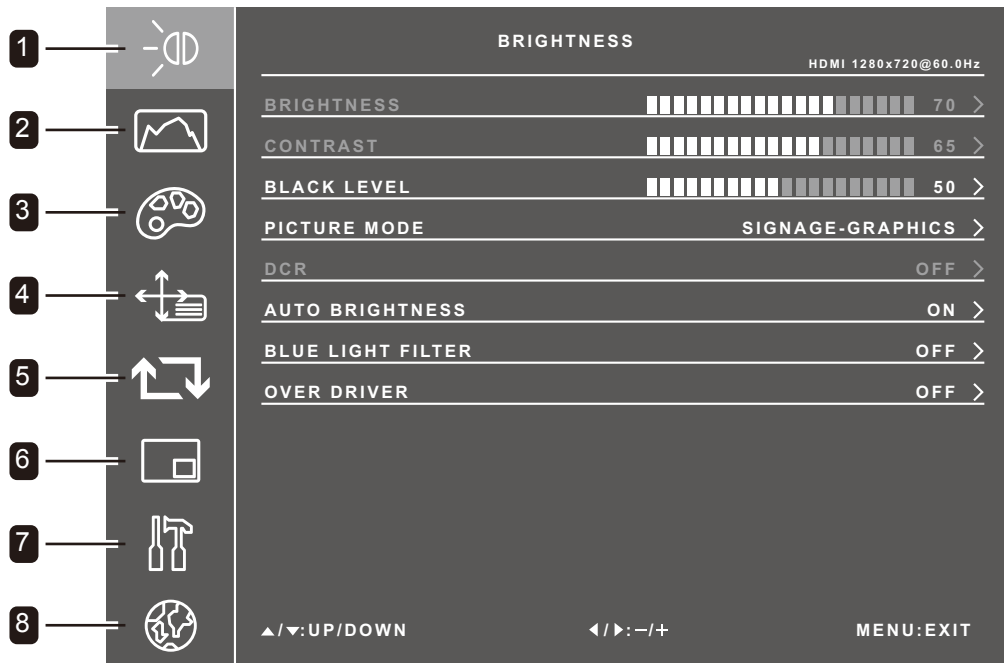 1
2
3
4
5
6
7
8
BRIGHTNESS
HDMI 1280x720@60.0Hz
BRIGHTNESS 70 >
CONTRAST 65 >
BLACK LEVEL 50 >
PICTURE MODE SIGNAGE-GRAPHICS >
DCR OFF >
AUTO BRIGHTNESS ON >
BLUE LIGHT FILTER OFF >
OVER DRIVER OFF >
▲/▼:UP/DOWN ◀/▶:−/+ MENU:EXIT